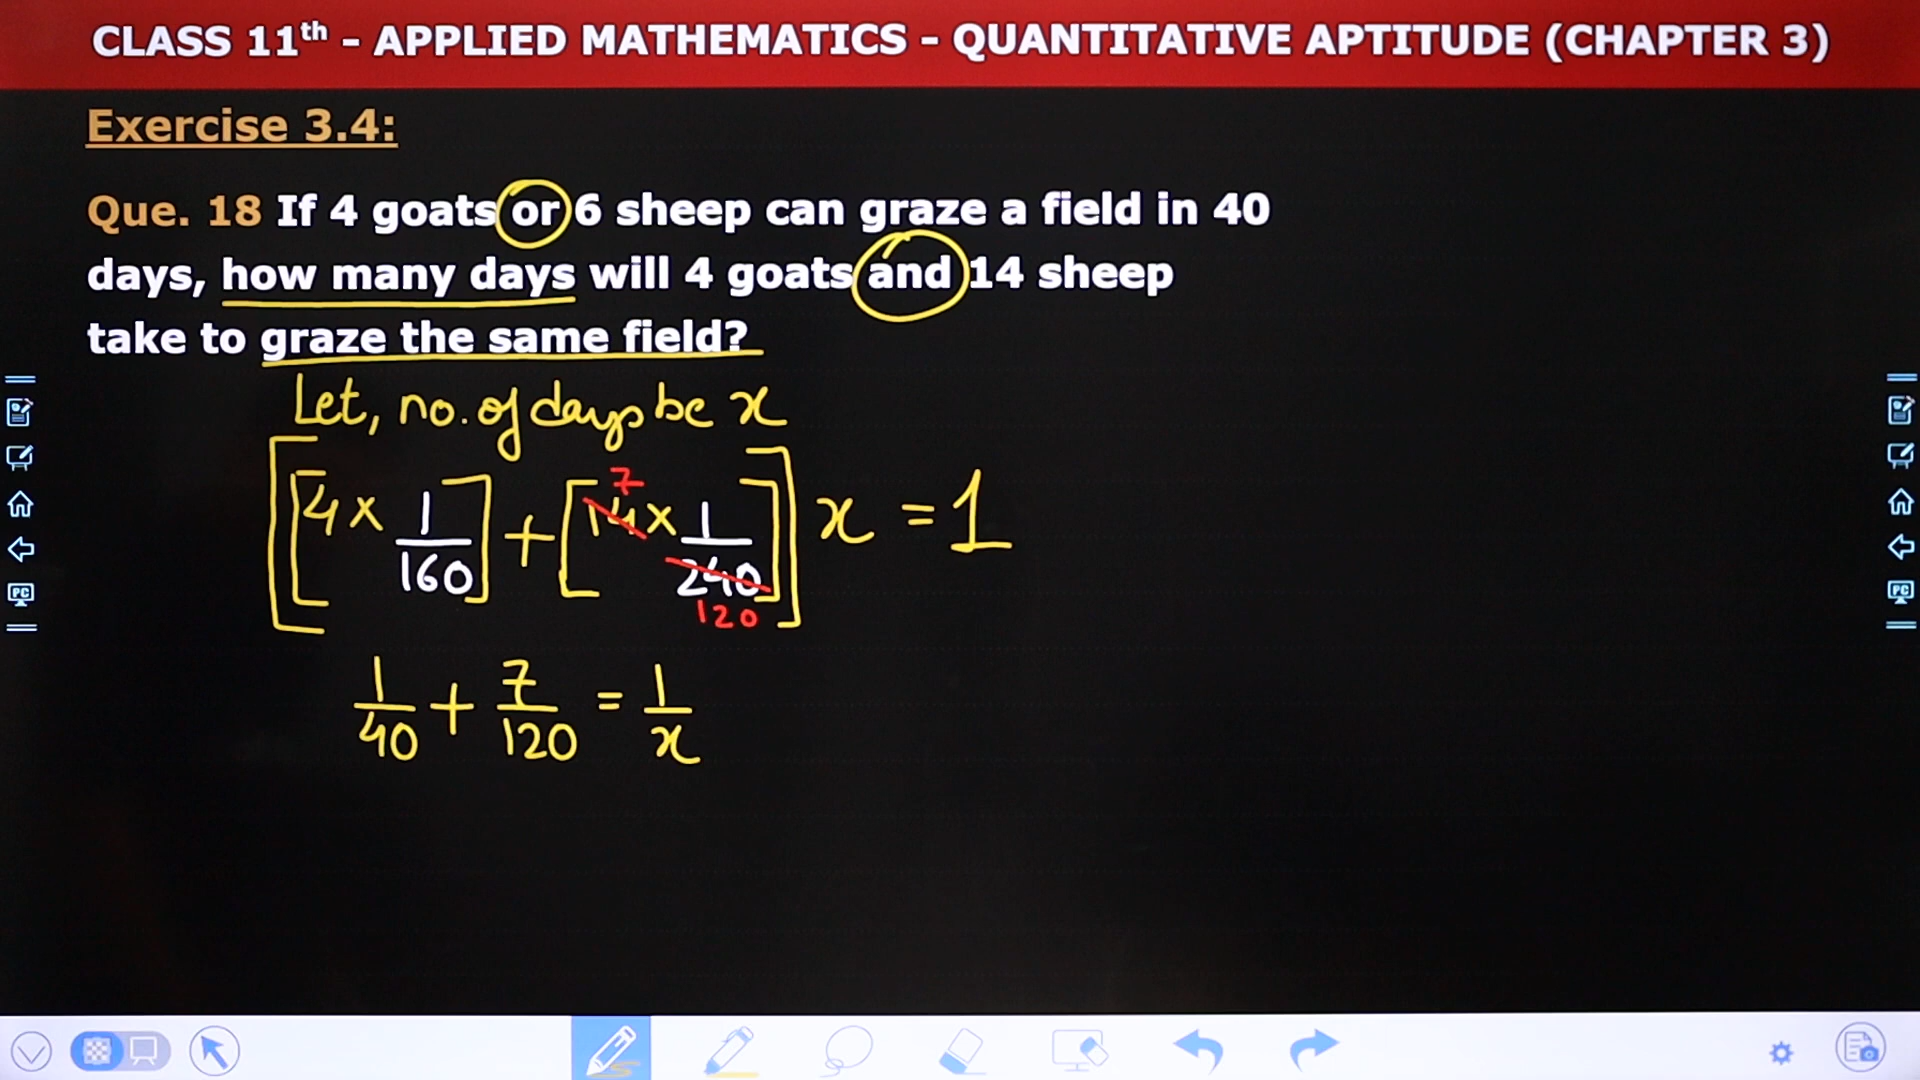 CLASS 11th - APPLIED MATHEMATICS - QUANTITATIVE APTITUDE (CHAPTER 3)
Exercise 3.4:
Que. 18 If 4 goats or 6 sheep can graze a field in 40
days, how many days will 4 goats and 14 sheep
take to graze the same field?
Let, no. of days be x
[[4 × 1/160] + [14 × 1/240]] x = 1
7
120
1/40 + 7/120 = 1/x
PC
PC